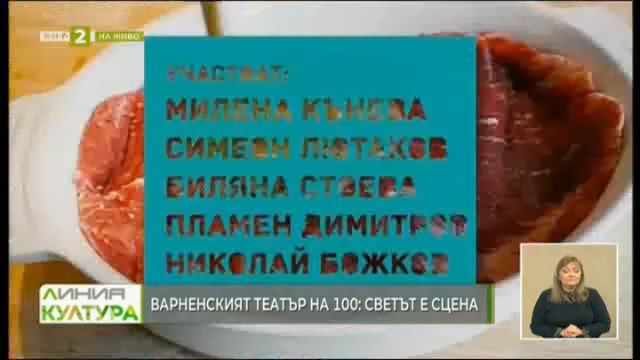 БНТ 2 НА ЖИВО
УЧАСТВАТ:
МИЛЕНА КЪНЕВА
СИМЕОН ЛЮТАКОВ
БИЛЯНА СТОЕВА
ПЛАМЕН ДИМИТРОВ
НИКОЛАЙ БОЖКОВ
ЛИНИЯ
КУЛТУРА
ВАРНЕНСКИЯТ ТЕАТЪР НА 100: СВЕТЪТ Е СЦЕНА